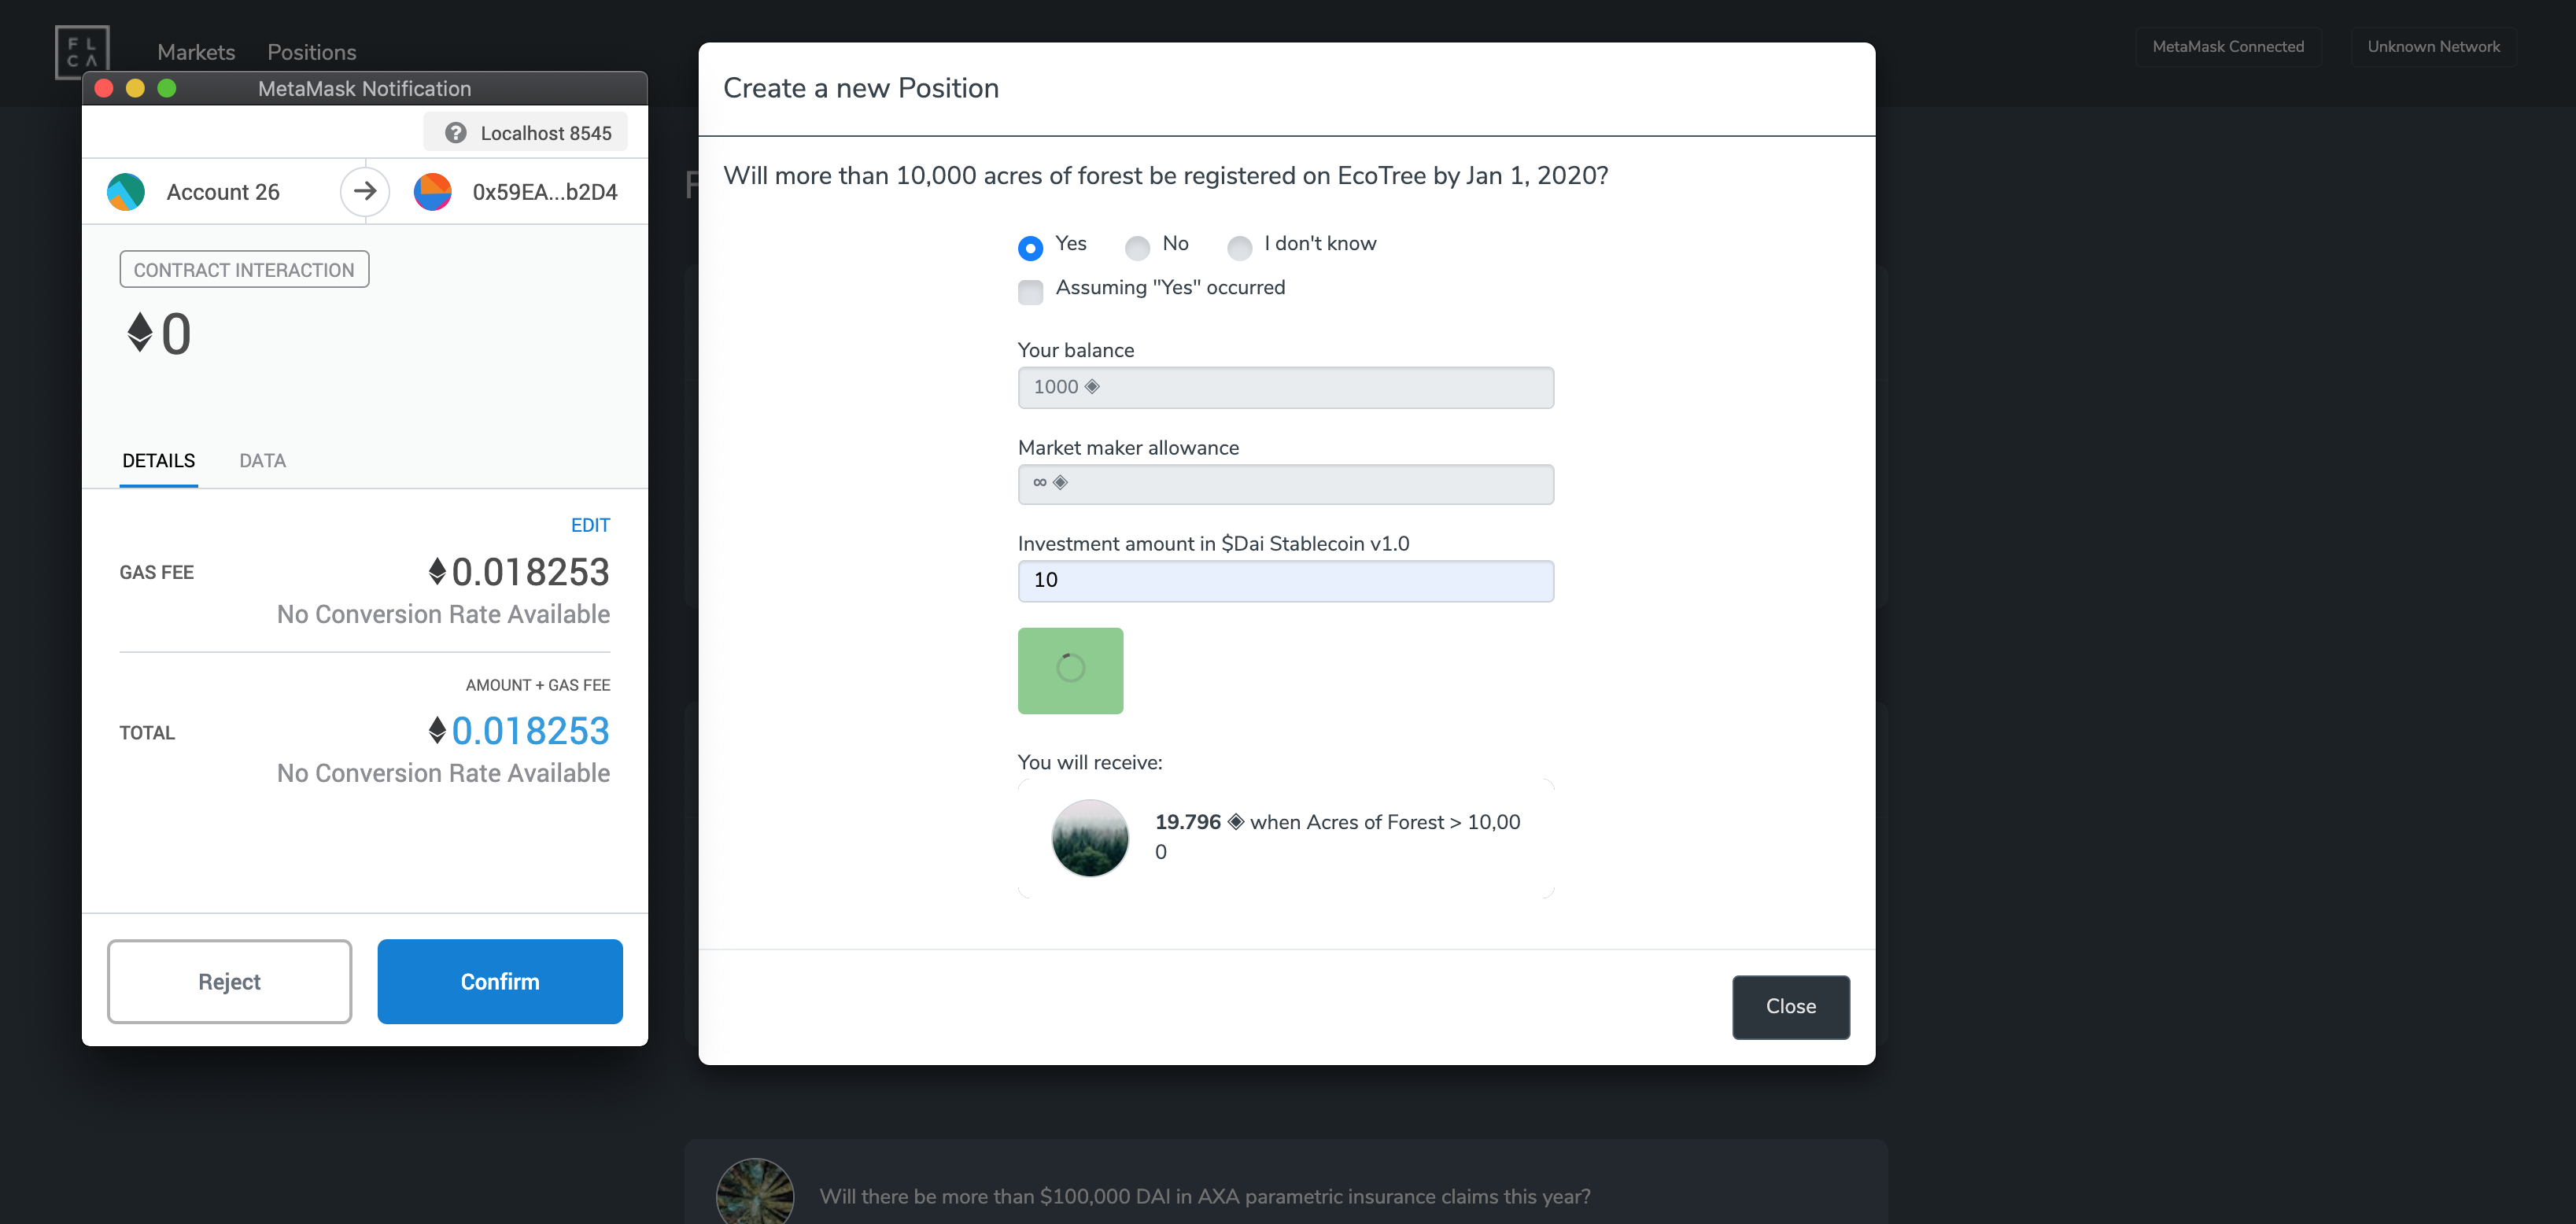 FL
CA
Markets
Positions
MetaMask Connected
Unknown Network
MetaMask Notification
Localhost 8545
Account 26
0x59EA...b2D4
CONTRACT INTERACTION
0
DETAILS
DATA
EDIT
GAS FEE
0.018253
No Conversion Rate Available
AMOUNT + GAS FEE
TOTAL
0.018253
No Conversion Rate Available
Reject
Confirm
F
Create a new Position
Will more than 10,000 acres of forest be registered on EcoTree by Jan 1, 2020?
Yes
No
I don't know
Assuming "Yes" occurred
Your balance
1000 ◈
Market maker allowance
∞ ◈
Investment amount in $Dai Stablecoin v1.0
10
You will receive:
19.796 ◈ when Acres of Forest > 10,00
0
Close
Will there be more than $100,000 DAI in AXA parametric insurance claims this year?